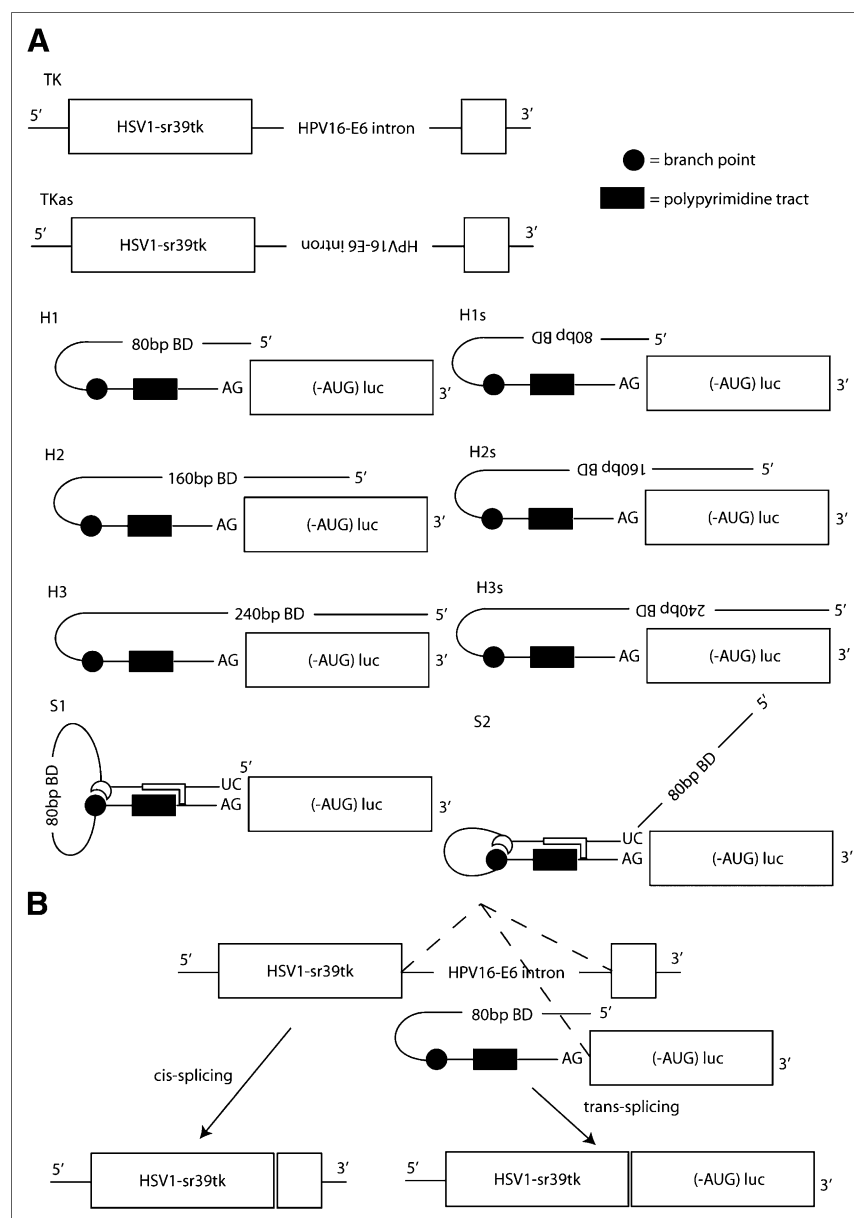 A
TK
5′ HSV1-sr39tk HPV16-E6 intron 3′
= branch point
= polypyrimidine tract
TKas
5′ HSV1-sr39tk HPV16-E6 intron 3′
H1
80bp BD 5′
AG (-AUG) luc 3′
H1s
80bp BD 5′
AG (-AUG) luc 3′
H2
160bp BD 5′
AG (-AUG) luc 3′
H2s
160bp BD 5′
AG (-AUG) luc 3′
H3
240bp BD 5′
AG (-AUG) luc 3′
H3s
240bp BD 5′
AG (-AUG) luc 3′
S1
80bp BD
5′
UC
AG (-AUG) luc 3′
S2
5′
80bp BD
UC
AG (-AUG) luc 3′
B
5′ HSV1-sr39tk HPV16-E6 intron 3′
80bp BD 5′
AG (-AUG) luc 3′
cis-splicing
trans-splicing
5′ HSV1-sr39tk 3′
5′ HSV1-sr39tk (-AUG) luc 3′